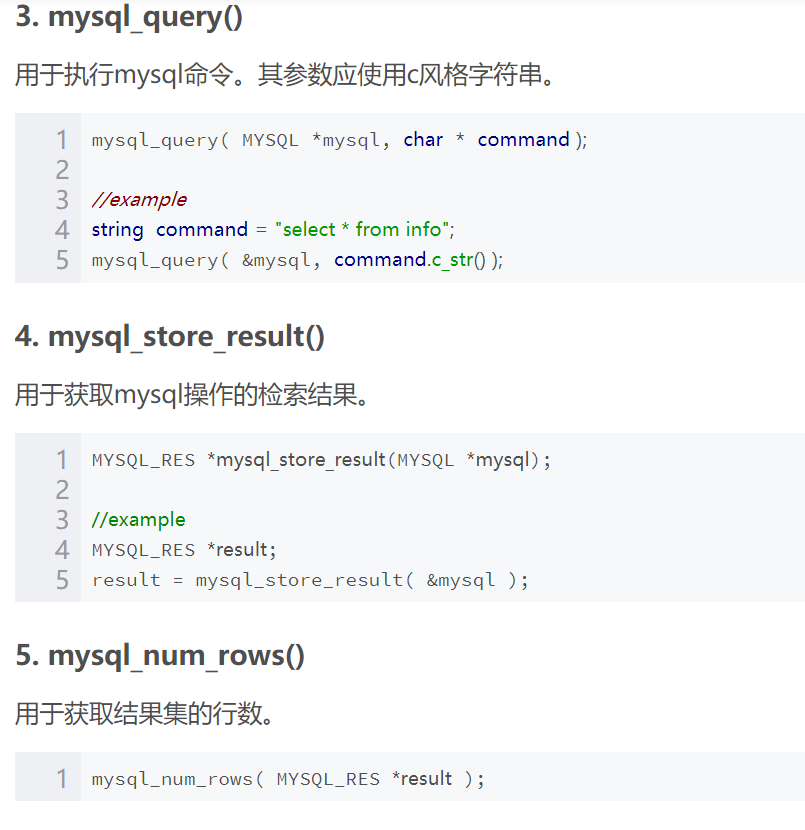 3. mysql_query()
用于执行mysql命令。其参数应使用c风格字符串。
1 mysql_query( MYSQL *mysql, char * command );
2
3 //example
4 string command = "select * from info";
5 mysql_query( &mysql, command.c_str() );
4. mysql_store_result()
用于获取mysql操作的检索结果。
1 MYSQL_RES *mysql_store_result(MYSQL *mysql);
2
3 //example
4 MYSQL_RES *result;
5 result = mysql_store_result( &mysql );
5. mysql_num_rows()
用于获取结果集的行数。
1 mysql_num_rows( MYSQL_RES *result );